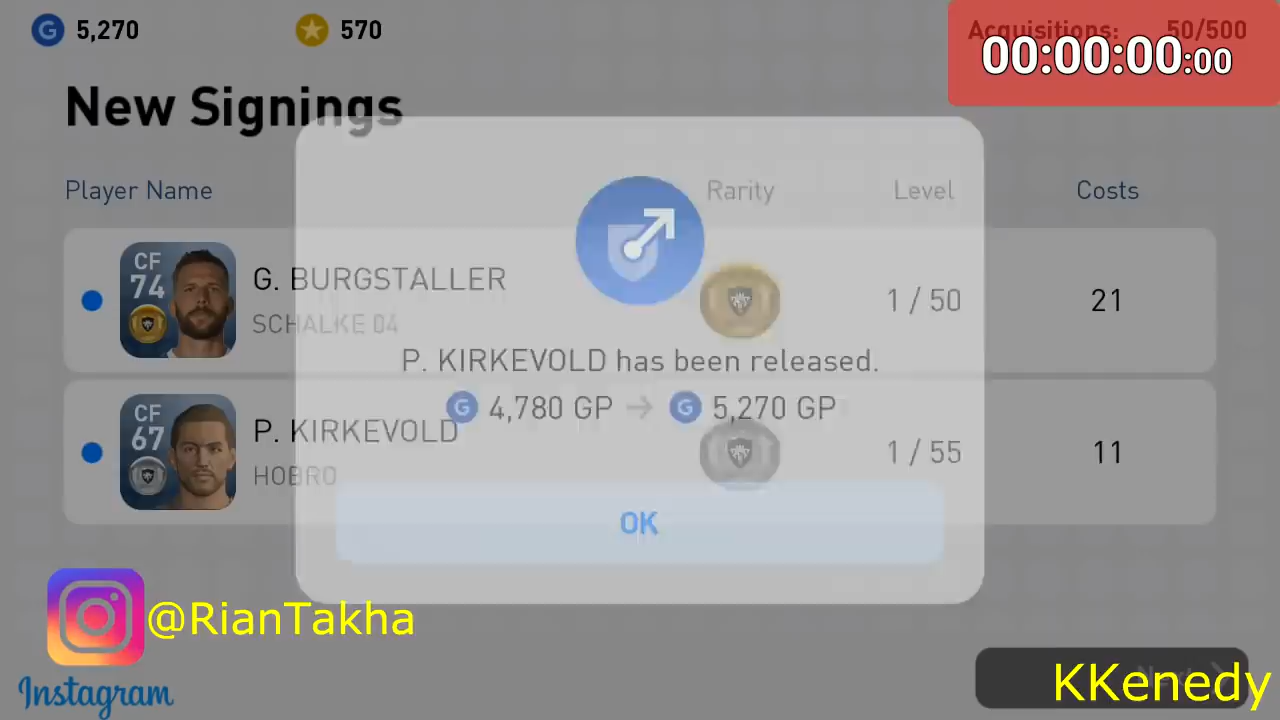 5,270
570
Acquisitions: 50/500
00:00:00:00
New Signings
Player Name
Rarity
Level
Costs
CF
74
G. BURGSTALLER
SCHALKE 04
1 / 50
21
P. KIRKEVOLD has been released.
4,780 GP → 5,270 GP
CF
67
P. KIRKEVOLD
HOBRO
1 / 55
11
OK
@RianTakha
Instagram
Next
KKenedy